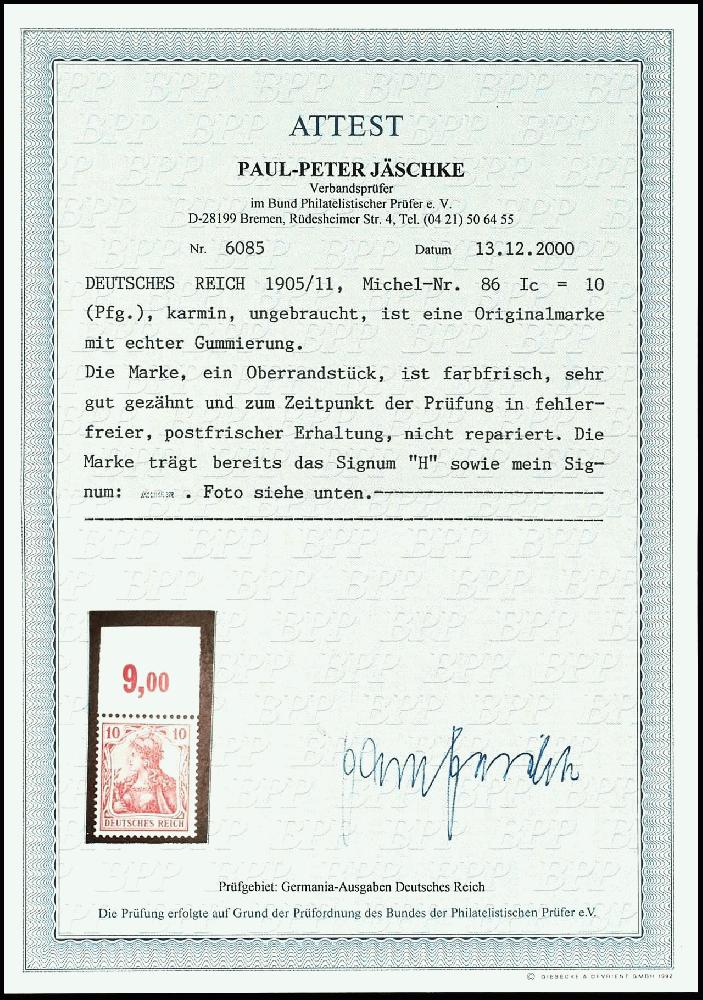 ATTEST
PAUL-PETER JÄSCHKE
Verbandsprüfer
im Bund Philatelistischer Prüfer e. V.
D-28199 Bremen, Rüdesheimer Str. 4, Tel. (04 21) 50 64 55
Nr. 6085 Datum 13.12.2000
DEUTSCHES REICH 1905/11, Michel-Nr. 86 Ic = 10
(Pfg.), karmin, ungebraucht, ist eine Originalmarke
mit echter Gummierung.
Die Marke, ein Oberrandstück, ist farbfrisch, sehr
gut gezähnt und zum Zeitpunkt der Prüfung in fehler-
freier, postfrischer Erhaltung, nicht repariert. Die
Marke trägt bereits das Signum "H" sowie mein Sig-
num: . Foto siehe unten.
9,00
10 10
DEUTSCHES REICH
Prüfgebiet: Germania-Ausgaben Deutsches Reich
Die Prüfung erfolgte auf Grund der Prüfordnung des Bundes der Philatelistischen Prüfer e.V.
© GIESECKE & DEVRIENT GMBH 1992